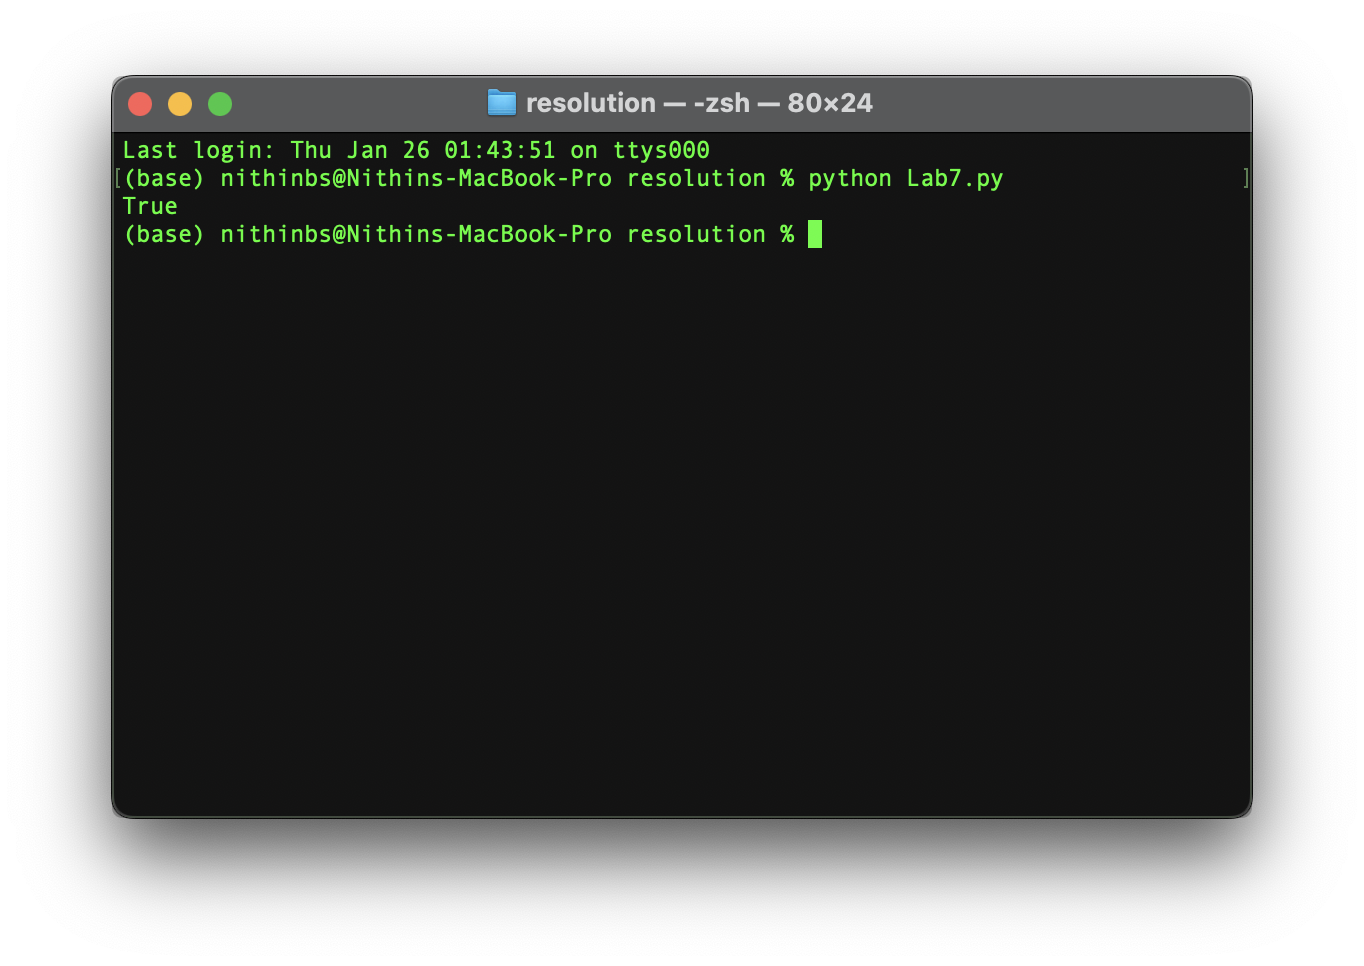 resolution — -zsh — 80×24
Last login: Thu Jan 26 01:43:51 on ttys000
[(base) nithinbs@Nithins-MacBook-Pro resolution % python Lab7.py ]
True
(base) nithinbs@Nithins-MacBook-Pro resolution %